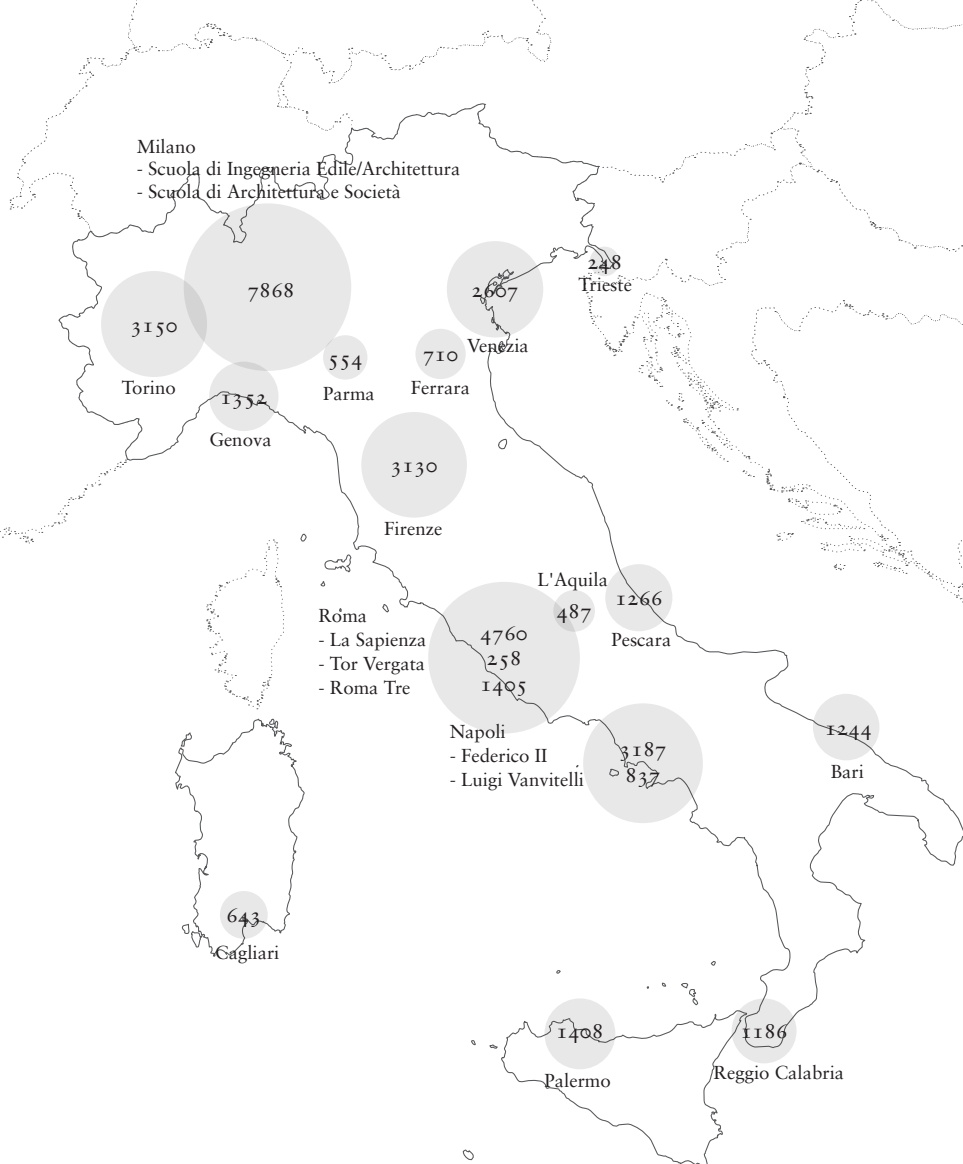 Milano
- Scuola di Ingegneria Edile/Architettura
- Scuola di Architettura e Società
7868
3150
Torino
2607
Venezia
248
Trieste
554
Parma
710
Ferrara
1352
Genova
3130
Firenze
L'Aquila
487
1266
Pescara
Roma
- La Sapienza
- Tor Vergata
- Roma Tre
4760
258
1405
Napoli
- Federico II
- Luigi Vanvitelli
3187
837
1244
Bari
643
Cagliari
1408
Palermo
1186
Reggio Calabria